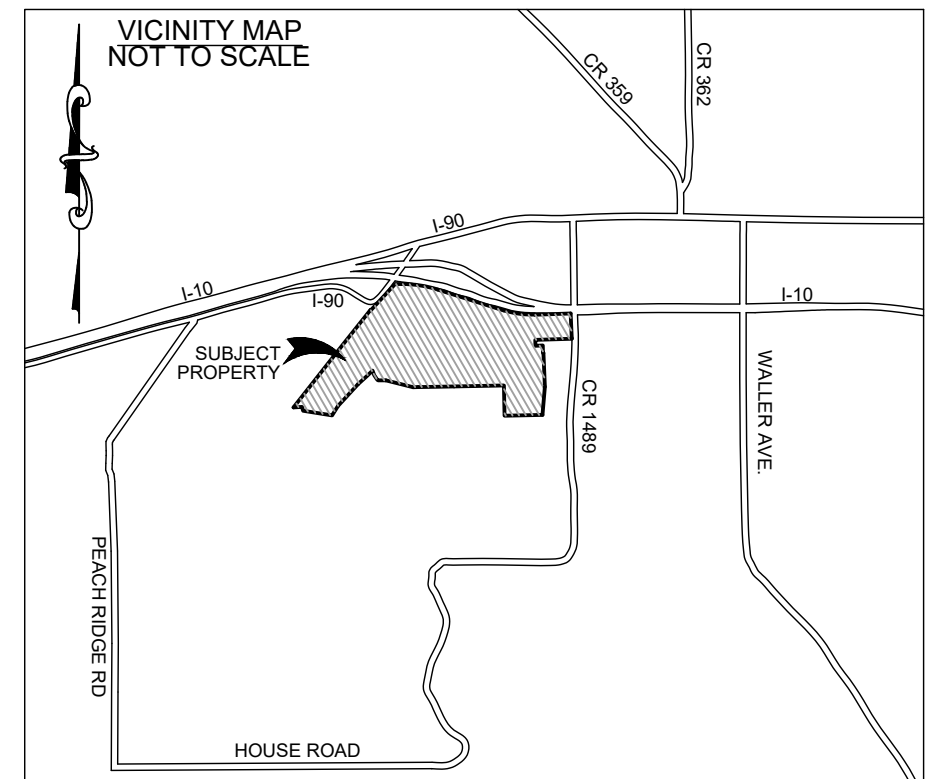 VICINITY MAP
NOT TO SCALE
CR 359
CR 362
I-90
I-10
I-90
I-10
SUBJECT
PROPERTY
CR 1489
WALLER AVE.
PEACH RIDGE RD
HOUSE ROAD